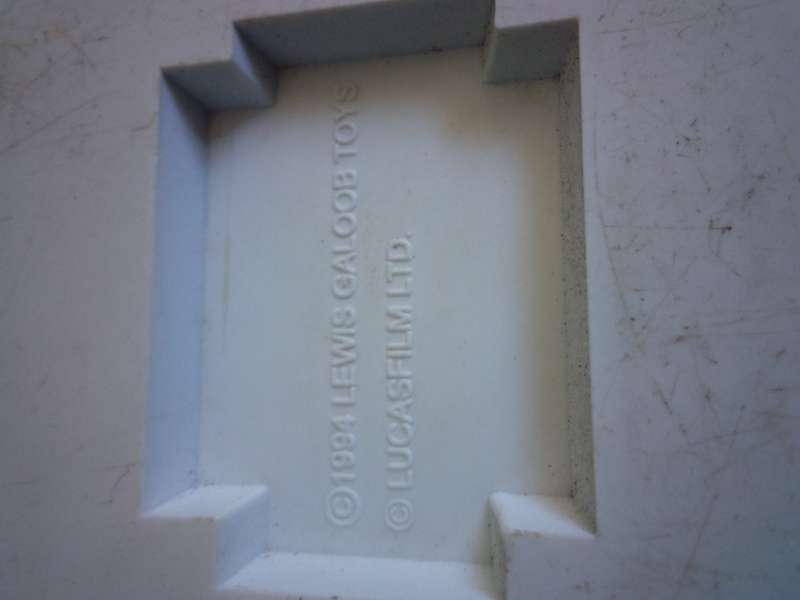 ©1994 LEWIS GALOOB TOYS
© LUCASFILM LTD.